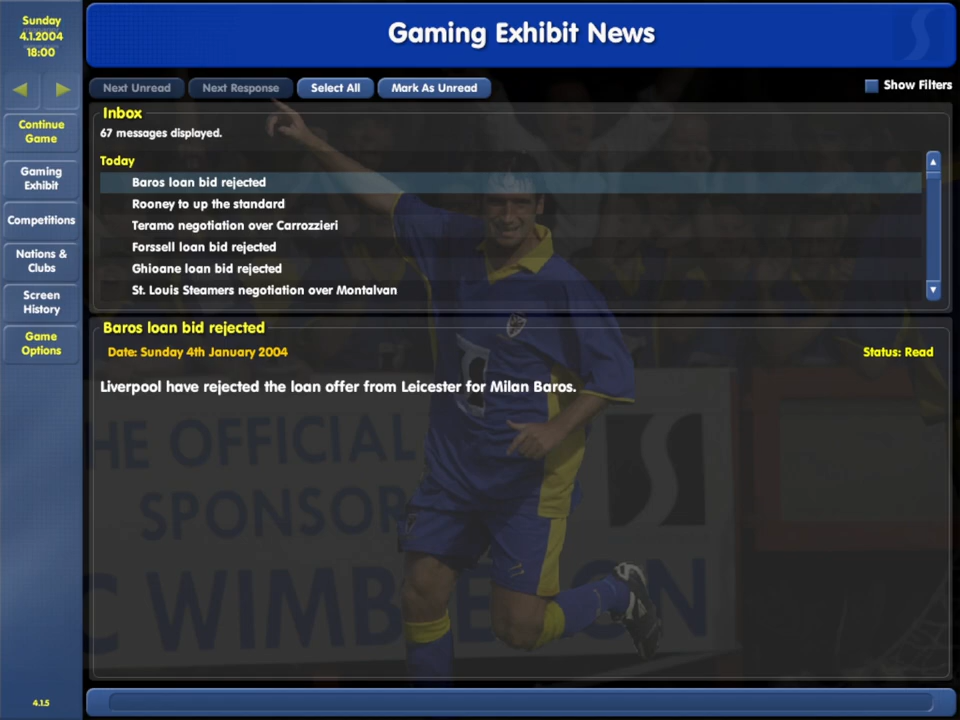 Sunday
4.1.2004
18:00
Gaming Exhibit News
Next Unread
Next Response
Select All
Mark As Unread
Show Filters
Continue
Game
Gaming
Exhibit
Competitions
Nations &
Clubs
Screen
History
Game
Options
Inbox
67 messages displayed.
Today
Baros loan bid rejected
Rooney to up the standard
Teramo negotiation over Carrozzieri
Forssell loan bid rejected
Ghioane loan bid rejected
St. Louis Steamers negotiation over Montalvan
Baros loan bid rejected
Date: Sunday 4th January 2004
Status: Read
Liverpool have rejected the loan offer from Leicester for Milan Baros.
HE OFFICIAL
SPONSOR
C WIMBLEDON
4.1.5